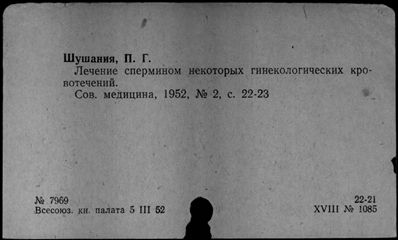 Шушания, П. Г.
Лечение спермином некоторых гинекологических кро-
вотечений.
Сов. медицина, 1952, № 2, с. 22-23
№ 7969
Всесоюз. кн. палата 5 III 52
22-21
XVIII № 1085